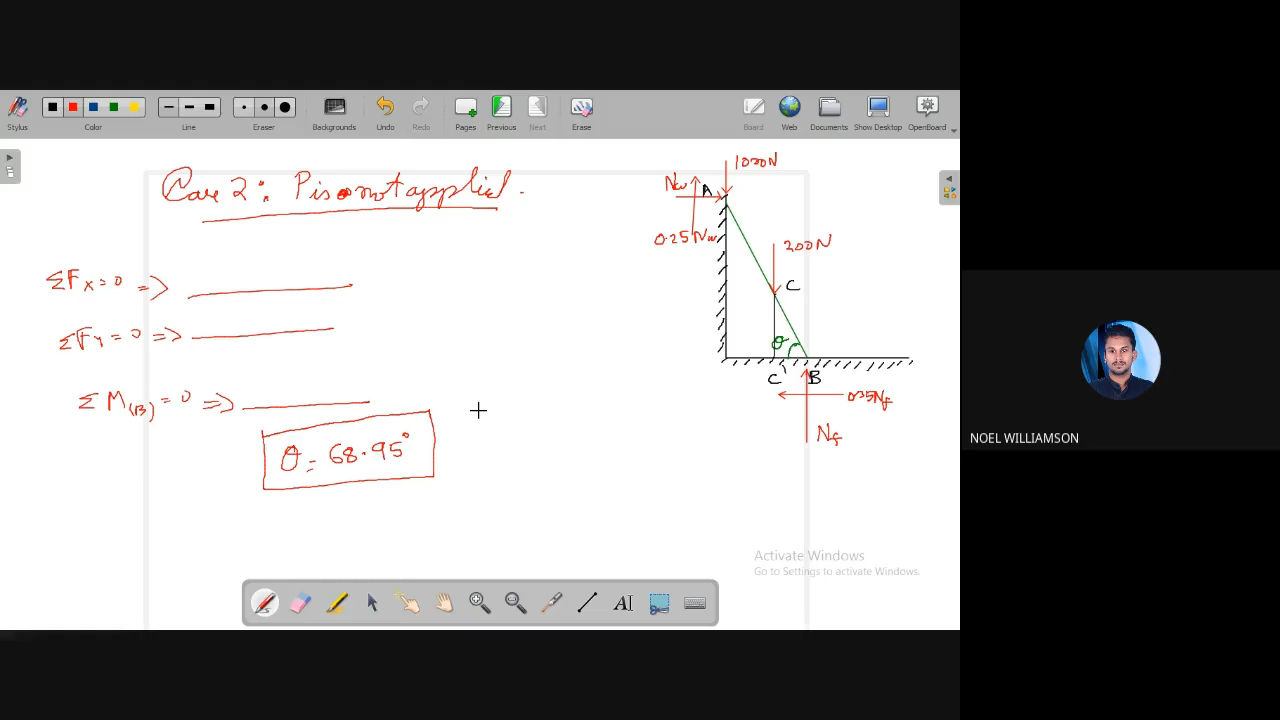 Stylus
Color
Line
Eraser
Backgrounds
Undo
Redo
Pages
Previous
Next
Erase
Board
Web
Documents
Show Desktop
OpenBoard
Case 2: P is not applied.
ΣFx=0 =>
ΣFy=0 =>
ΣM(B)=0 =>
θ = 68.95°
1000N
Nw
A
0.25Nw
200N
C
θ
C'
B
0.35Nf
Nf
NOEL WILLIAMSON
Activate Windows
Go to Settings to activate Windows.
AI